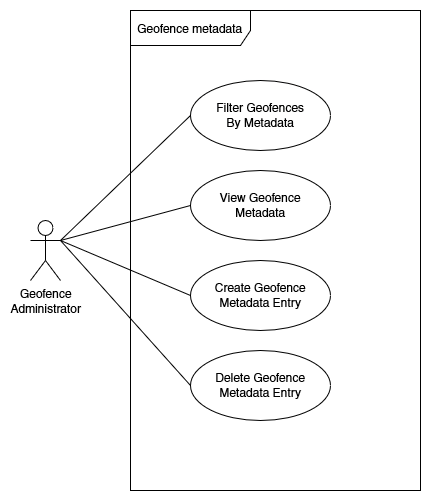 Geofence metadata
Filter Geofences
By Metadata
View Geofence
Metadata
Create Geofence
Metadata Entry
Delete Geofence
Metadata Entry
Geofence
Administrator